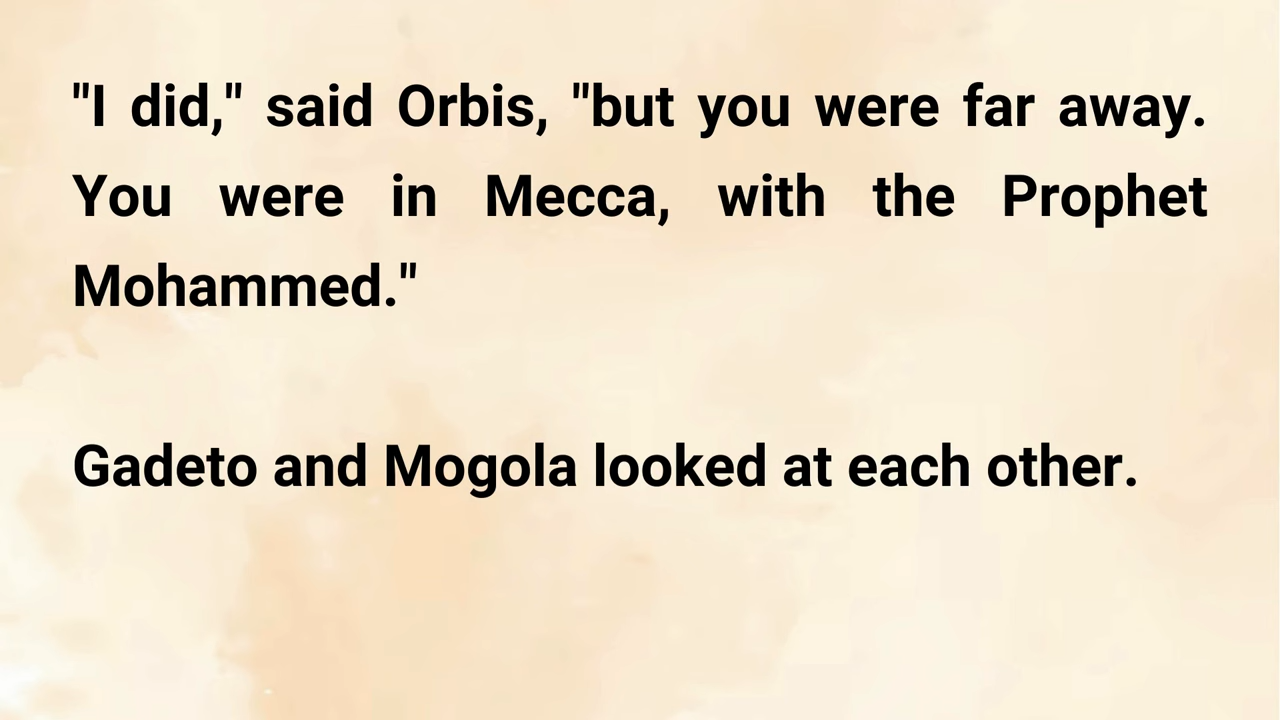 "I did," said Orbis, "but you were far away.
You were in Mecca, with the Prophet
Mohammed."
Gadeto and Mogola looked at each other.